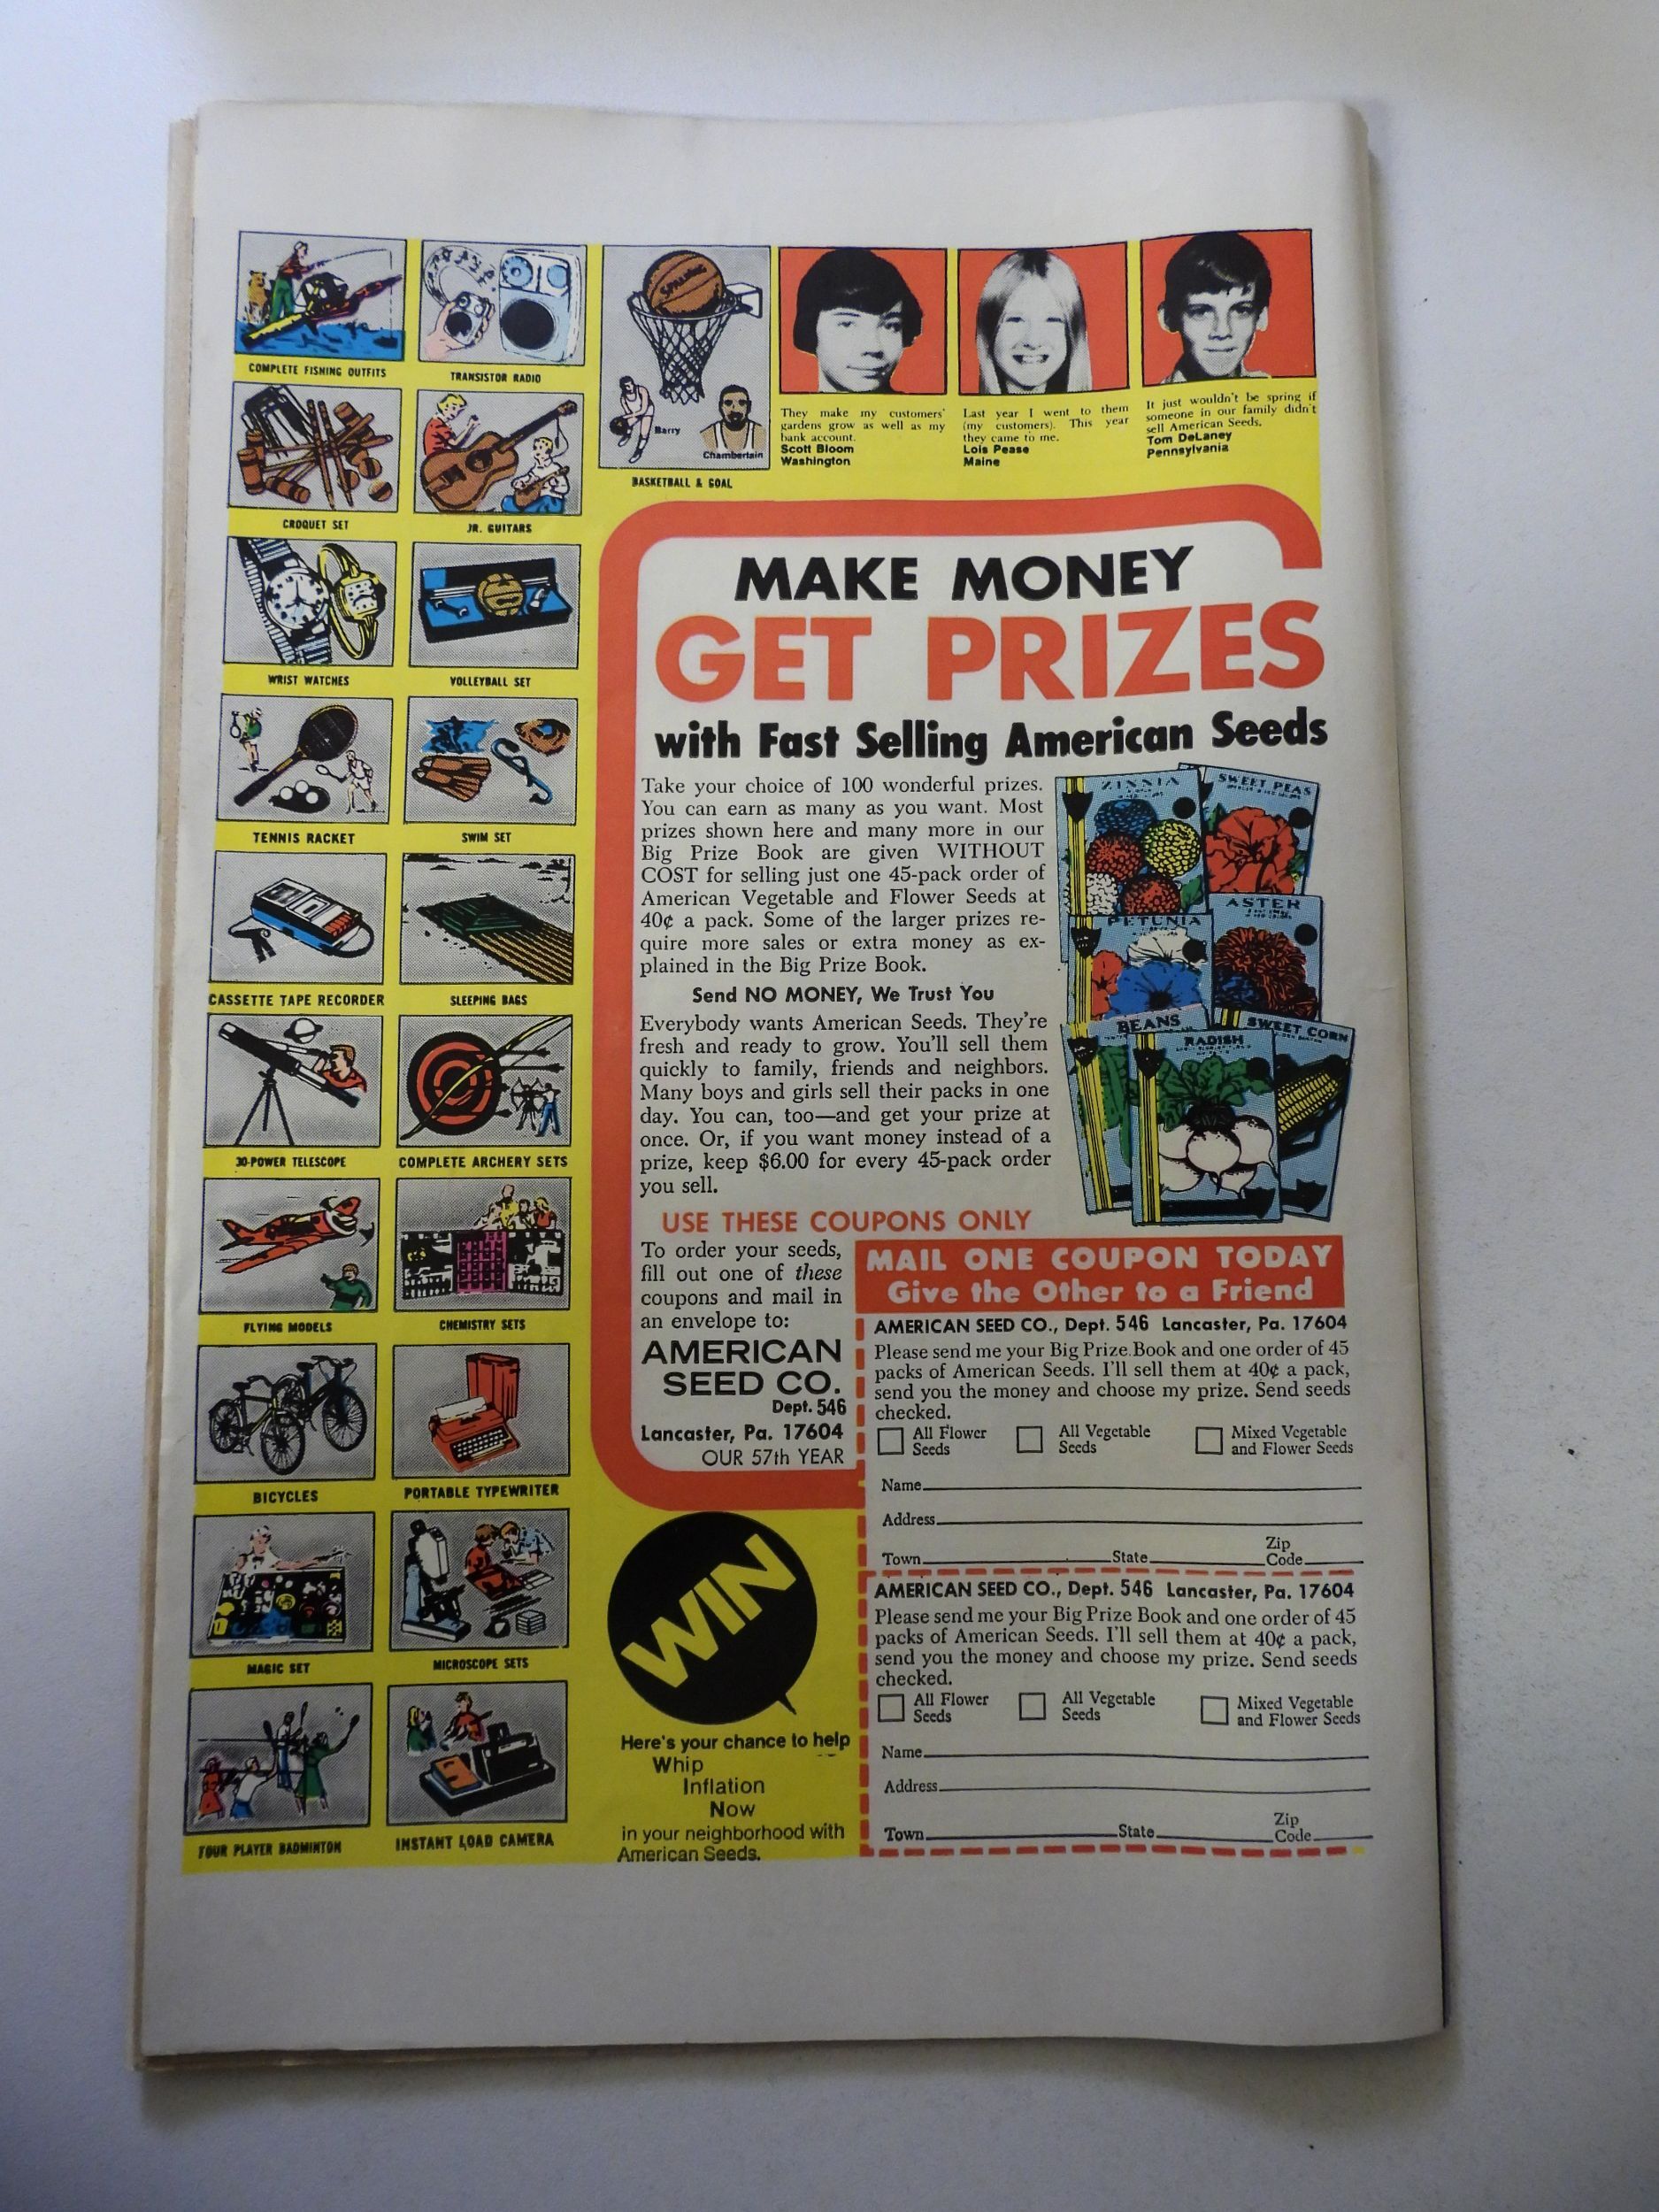 COMPLETE FISHING OUTFITS
TRANSISTOR RADIO
CROQUET SET
JR. GUITARS
WRIST WATCHES
VOLLEYBALL SET
TENNIS RACKET
SWIM SET
CASSETTE TAPE RECORDER
SLEEPING BAGS
30-POWER TELESCOPE
COMPLETE ARCHERY SETS
FLYING MODELS
CHEMISTRY SETS
BICYCLES
PORTABLE TYPEWRITER
MAGIC SET
MICROSCOPE SETS
FOUR PLAYER BADMINTON
INSTANT LOAD CAMERA
SPALDING
Barry
Chamberlain
BASKETBALL & GOAL
They make my customers'
gardens grow as well as my
bank account.
Scott Bloom
Washington
Last year I went to them
(my customers). This year
they came to me.
Lois Pease
Maine
It just wouldn't be spring if
someone in our family didn't
sell American Seeds.
Tom DeLaney
Pennsylvania
MAKE MONEY
GET PRIZES
with Fast Selling American Seeds
Take your choice of 100 wonderful prizes.
You can earn as many as you want. Most
prizes shown here and many more in our
Big Prize Book are given WITHOUT
COST for selling just one 45-pack order of
American Vegetable and Flower Seeds at
40¢ a pack. Some of the larger prizes re-
quire more sales or extra money as ex-
plained in the Big Prize Book.
Send NO MONEY, We Trust You
Everybody wants American Seeds. They're
fresh and ready to grow. You'll sell them
quickly to family, friends and neighbors.
Many boys and girls sell their packs in one
day. You can, too—and get your prize at
once. Or, if you want money instead of a
prize, keep $6.00 for every 45-pack order
you sell.
ZINNIA
SWEET PEAS
PETUNIA
ASTER
BEANS
RADISH
SWEET CORN
USE THESE COUPONS ONLY
To order your seeds,
fill out one of these
coupons and mail in
an envelope to:
AMERICAN
SEED CO.
Dept. 546
Lancaster, Pa. 17604
OUR 57th YEAR
MAIL ONE COUPON TODAY
Give the Other to a Friend
AMERICAN SEED CO., Dept. 546 Lancaster, Pa. 17604
Please send me your Big Prize Book and one order of 45
packs of American Seeds. I'll sell them at 40¢ a pack,
send you the money and choose my prize. Send seeds
checked.
All Flower
Seeds
All Vegetable
Seeds
Mixed Vegetable
and Flower Seeds
Name
Address
Town State Zip
Code
AMERICAN SEED CO., Dept. 546 Lancaster, Pa. 17604
Please send me your Big Prize Book and one order of 45
packs of American Seeds. I'll sell them at 40¢ a pack,
send you the money and choose my prize. Send seeds
checked.
All Flower
Seeds
All Vegetable
Seeds
Mixed Vegetable
and Flower Seeds
Name
Address
Town State Zip
Code
WIN
Here's your chance to help
Whip
Inflation
Now
in your neighborhood with
American Seeds.